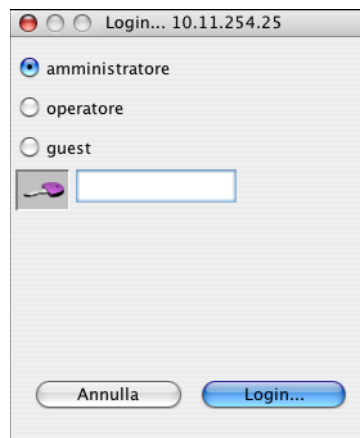 Login... 10.11.254.25
amministratore
operatore
guest
Annulla Login...